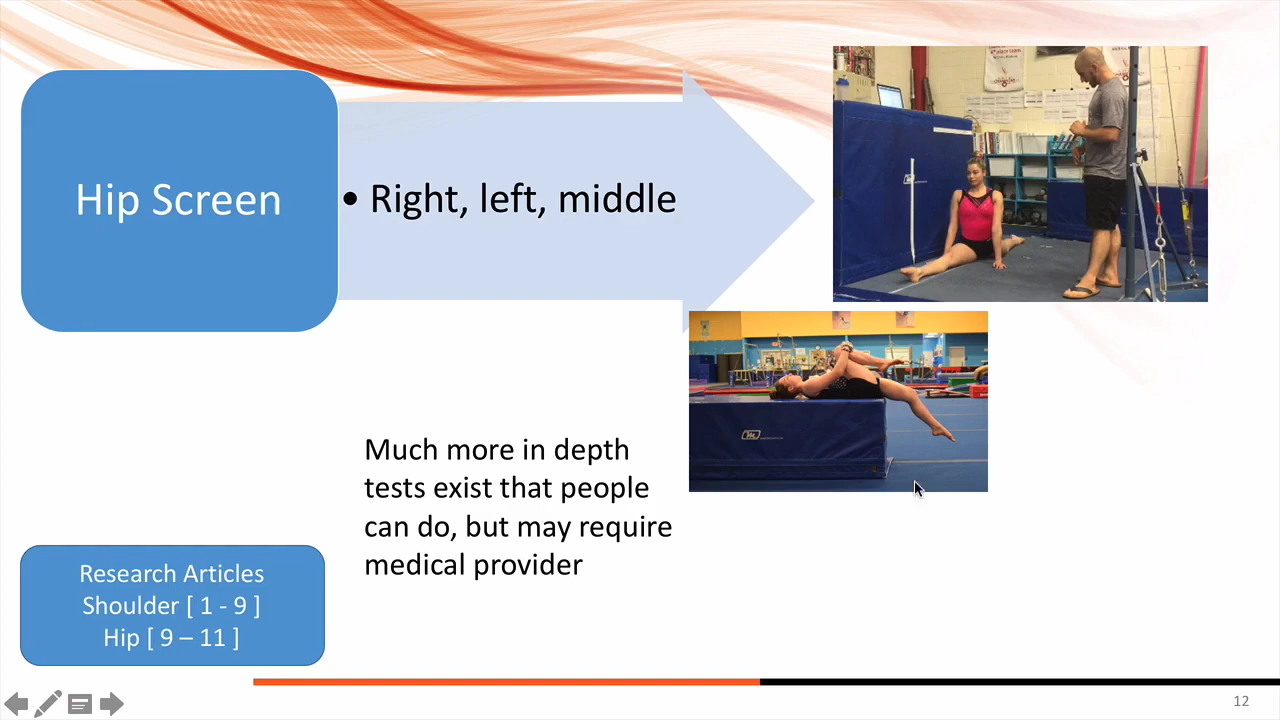 Hip Screen
• Right, left, middle
Much more in depth
tests exist that people
can do, but may require
medical provider
Research Articles
Shoulder [ 1 - 9 ]
Hip [ 9 – 11 ]
12